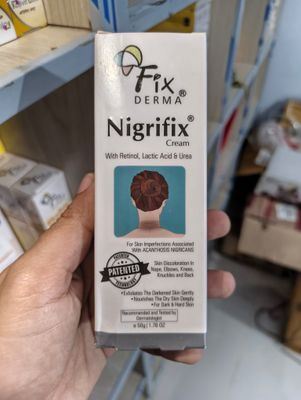 Fix
DERMA®
Nigrifix®
Cream
With Retinol, Lactic Acid & Urea
For Skin Imperfections Associated
With ACANTHOSIS NIGRICANS
PATENTED
TECHNOLOGY
Skin Discoloration in
Nape, Elbows, Knees,
Knuckles and Back
•Exfoliates The Darkened Skin Gently
•Nourishes The Dry Skin Deeply
•For Dark & Hard Skin
Recommended and Tested by
Dermatologist
e 50g | 1.76 OZ